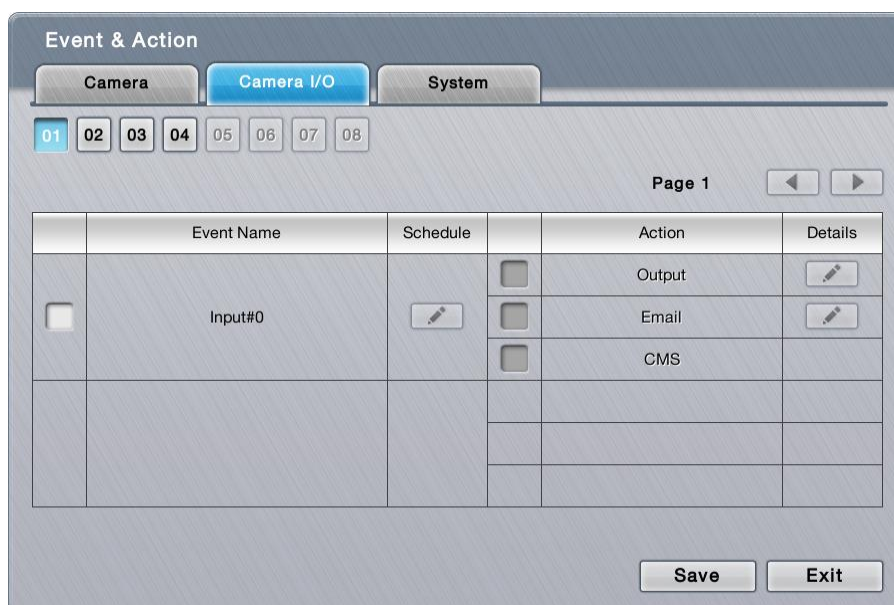 Event & Action
Camera Camera I/O System
01 02 03 04 05 06 07 08
Page 1
Event Name Schedule Action Details
Output
Input#0 Email
CMS
Save Exit